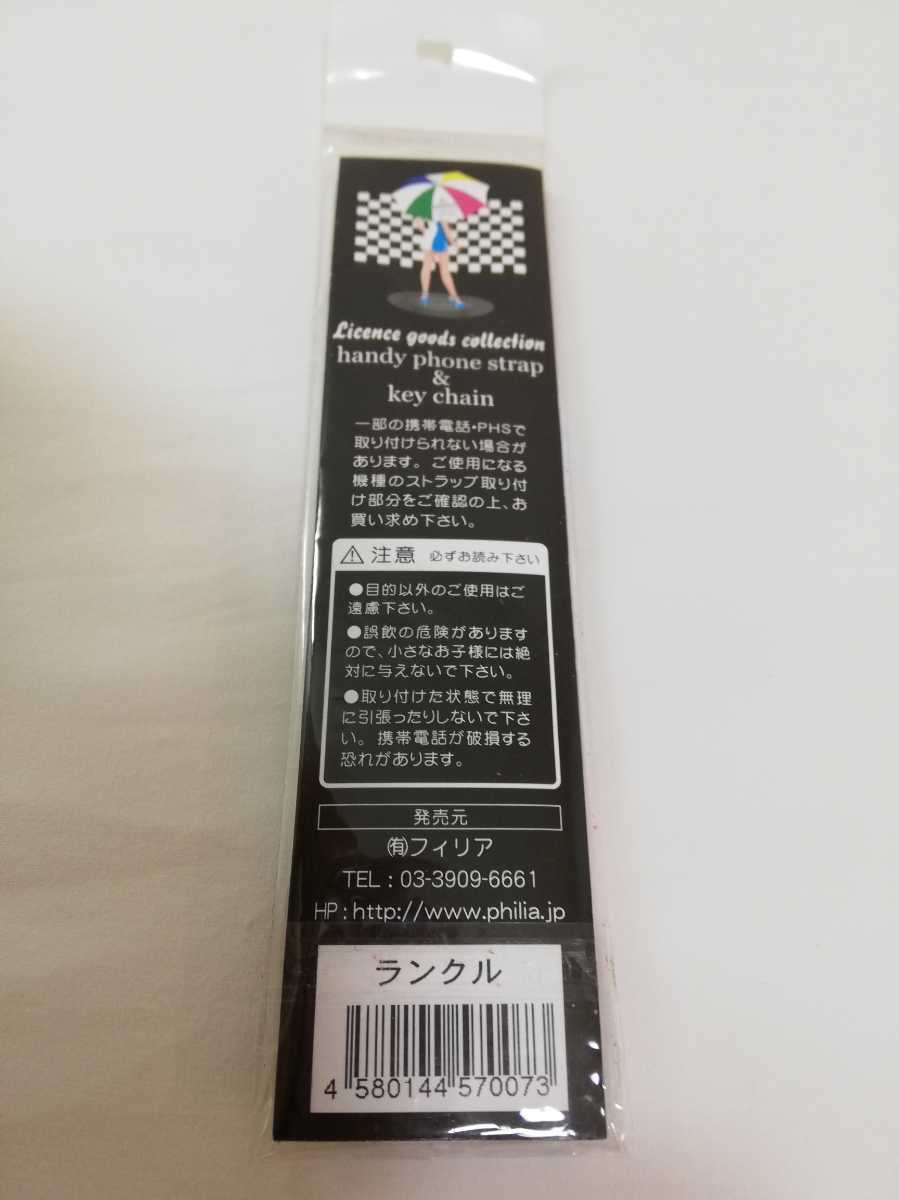 Licence goods collection
handy phone strap
&
key chain
一部の携帯電話・PHSで
取り付けられない場合が
あります。ご使用になる
機種のストラップ取り付
け部分をご確認の上、お
買い求め下さい。
⚠注意 必ずお読み下さい
●目的以外のご使用はご
遠慮下さい。
●誤飲の危険があります
ので、小さなお子様には絶
対に与えないで下さい。
●取り付けた状態で無理
に引張ったりしないで下さ
い。携帯電話が破損する
恐れがあります。
発売元
㈲フィリア
TEL : 03-3909-6661
HP : http://www.philia.jp
ランクル
4 580144 570073